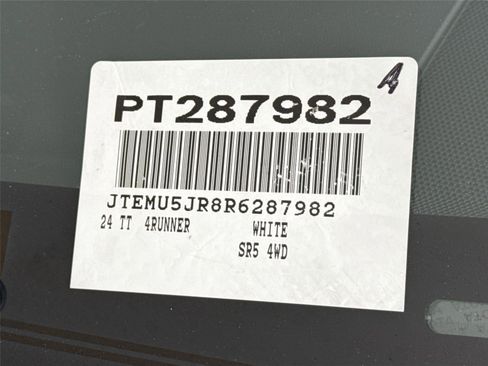 PT287982
JTEMU5JR8R6287982
24 TT 4RUNNER WHITE
SR5 4WD